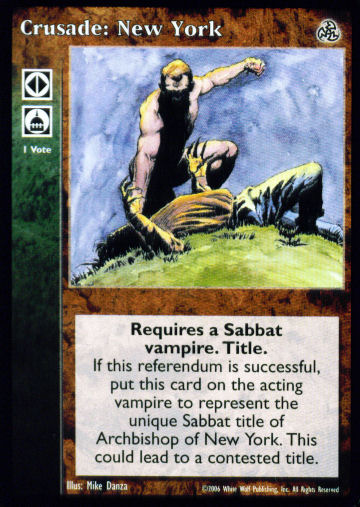 Crusade: New York
1 Vote
Requires a Sabbat
vampire. Title.
If this referendum is successful,
put this card on the acting
vampire to represent the
unique Sabbat title of
Archbishop of New York. This
could lead to a contested title.
Illus: Mike Danza
©2006 White Wolf Publishing, Inc. All Rights Reserved